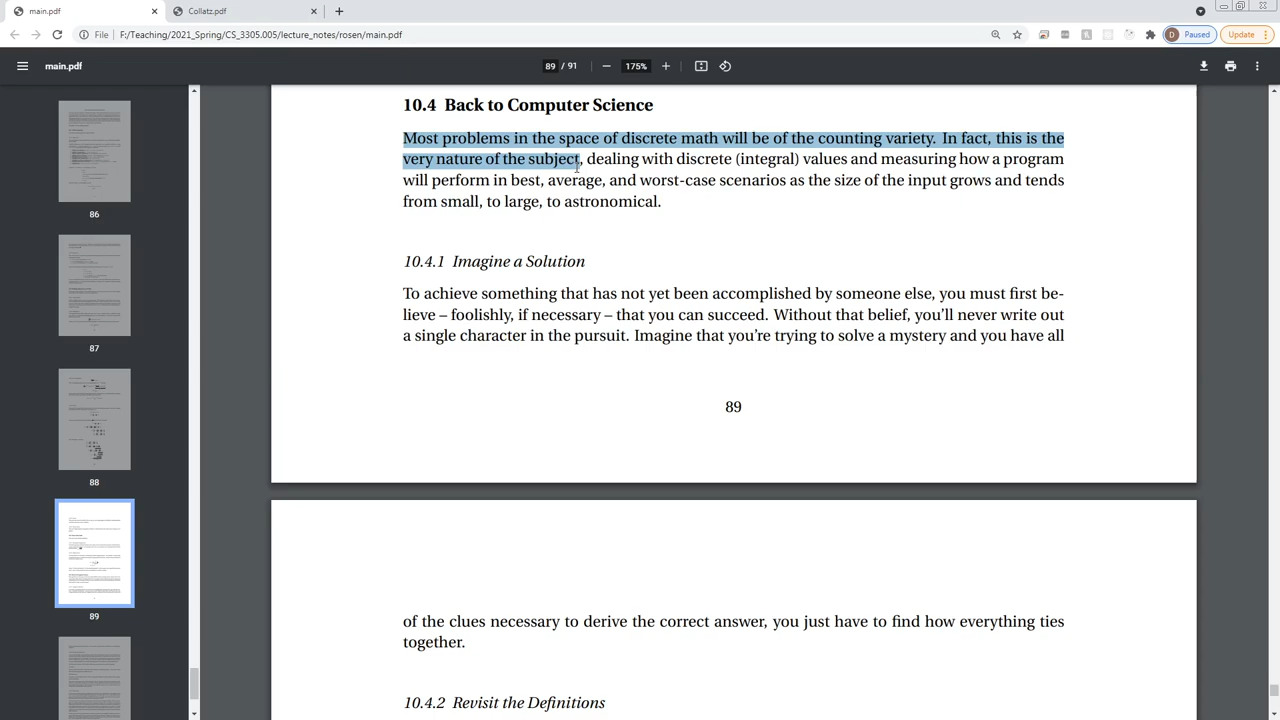 main.pdf
Collatz.pdf
File
F:/Teaching/2021_Spring/CS_3305.005/lecture_notes/rosen/main.pdf
D
Paused
Update
main.pdf
89 / 91
175%
86
87
88
89
10.4 Back to Computer Science
Most problems in the space of discrete math will be of the counting variety. In fact, this is the
very nature of the subject, dealing with discrete (integral) values and measuring how a program
will perform in best, average, and worst-case scenarios as the size of the input grows and tends
from small, to large, to astronomical.
10.4.1 Imagine a Solution
To achieve something that has not yet been accomplished by someone else, you must first be-
lieve – foolishly, if necessary – that you can succeed. Without that belief, you'll never write out
a single character in the pursuit. Imagine that you're trying to solve a mystery and you have all
89
of the clues necessary to derive the correct answer, you just have to find how everything ties
together.
10.4.2 Revisit the Definitions